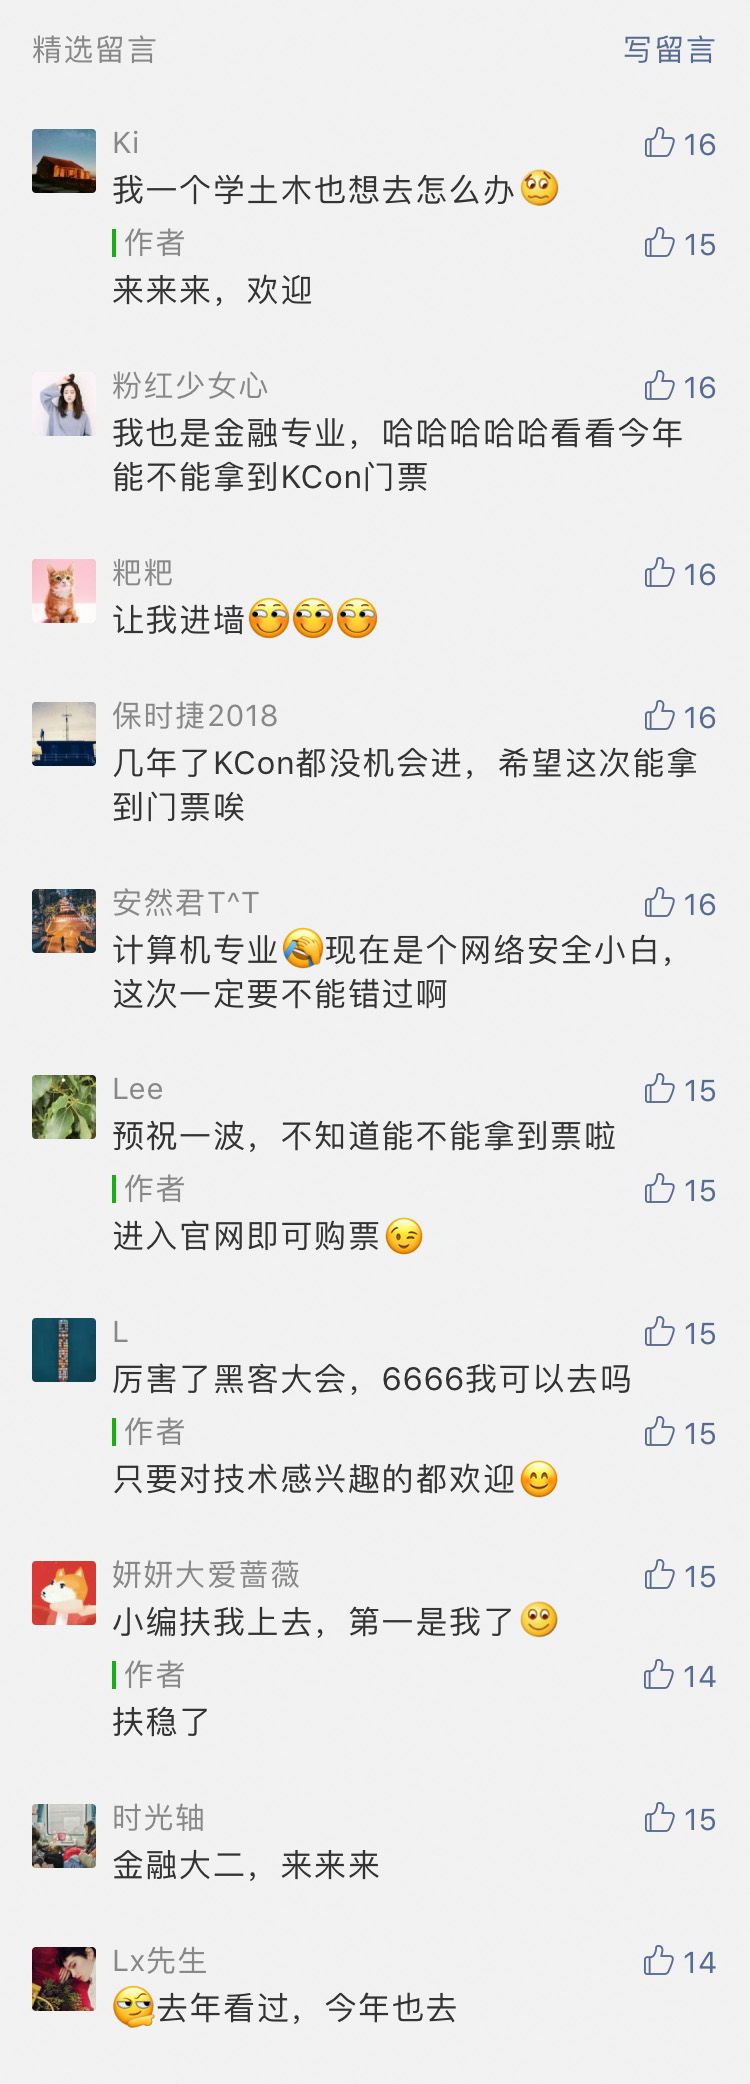 精选留言 写留言
Ki 16
我一个学土木也想去怎么办😖
作者 15
来来来，欢迎
粉红少女心 16
我也是金融专业，哈哈哈哈哈看看今年
能不能拿到KCon门票
粑粑 16
让我进墙
保时捷2018 16
几年了KCon都没机会进，希望这次能拿
到门票唉
安然君T^T 16
计算机专业现在是个网络安全小白，
这次一定要不能错过啊
Lee 15
预祝一波，不知道能不能拿到票啦
作者 15
进入官网即可购票😉
L 15
厉害了黑客大会，6666我可以去吗
作者 15
只要对技术感兴趣的都欢迎😊
妍妍大爱蔷薇 15
小编扶我上去，第一是我了🙂
作者 14
扶稳了
时光轴 15
金融大二，来来来
Lx先生 14
去年看过，今年也去